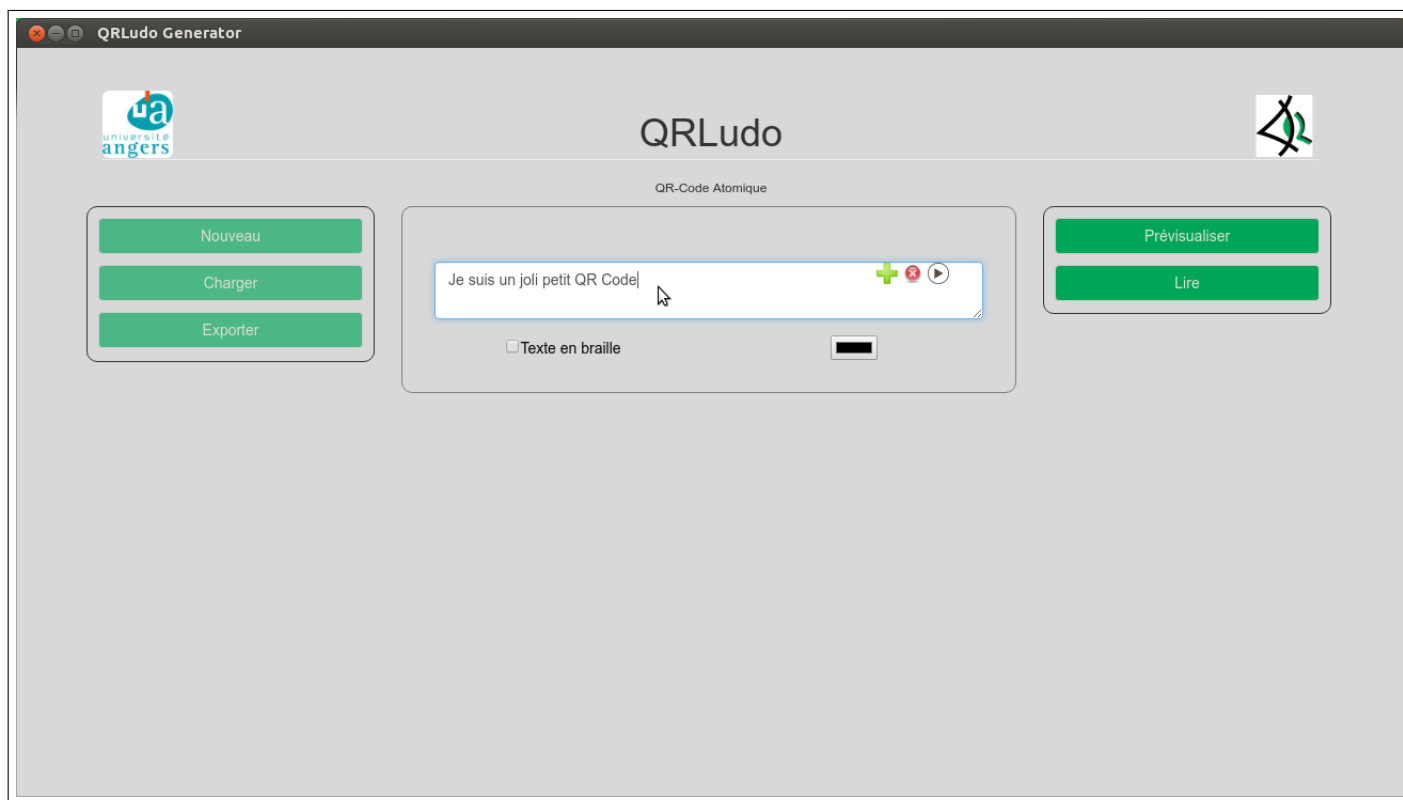 QRLudo Generator
ua
université
angers
QRLudo
QR-Code Atomique
Nouveau
Charger
Exporter
Je suis un joli petit QR Code
Texte en braille
Prévisualiser
Lire